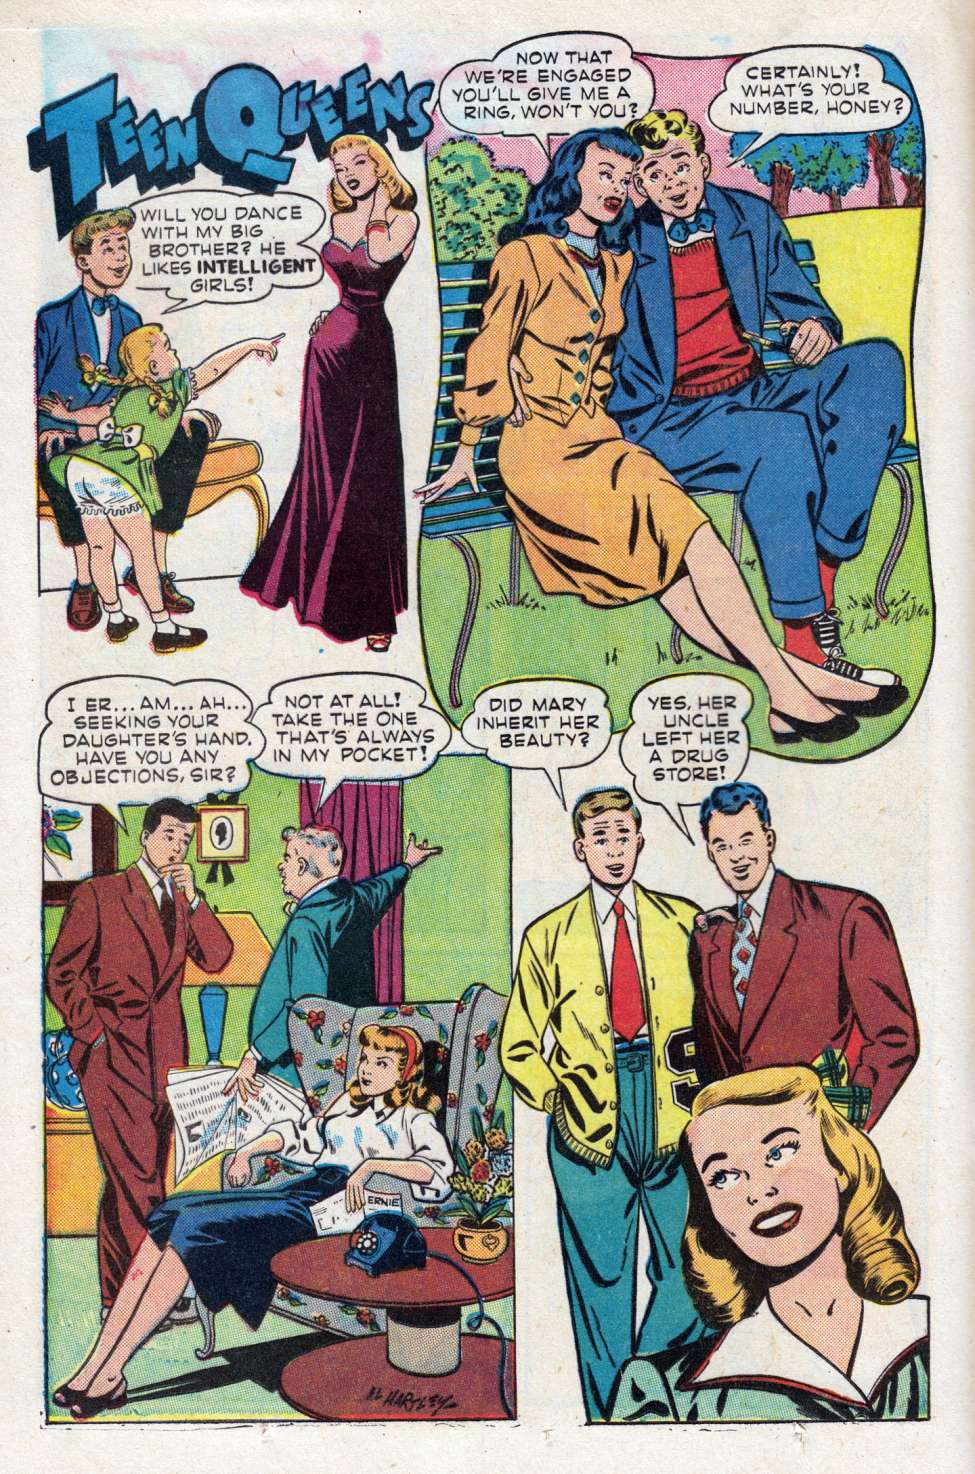 TEEN QUEENS
WILL YOU DANCE
WITH MY BIG
BROTHER? HE
LIKES INTELLIGENT
GIRLS!
NOW THAT
WE'RE ENGAGED
YOU'LL GIVE ME A
RING, WON'T YOU?
CERTAINLY!
WHAT'S YOUR
NUMBER, HONEY?
I ER... AM... AH...
SEEKING YOUR
DAUGHTER'S HAND.
HAVE YOU ANY
OBJECTIONS, SIR?
NOT AT ALL!
TAKE THE ONE
THAT'S ALWAYS
IN MY POCKET!
ERNIE
AL HARTLEY
DID MARY
INHERIT HER
BEAUTY?
YES, HER
UNCLE
LEFT HER
A DRUG
STORE!